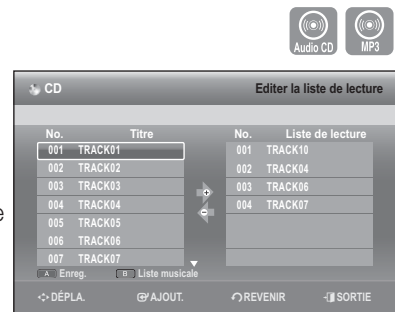 Audio CD MP3
CD Editer la liste de lecture
No. Titre No. Liste de lecture
001 TRACK01 001 TRACK10
002 TRACK02 002 TRACK04
003 TRACK03 003 TRACK06
004 TRACK04 004 TRACK07
005 TRACK05
006 TRACK06
007 TRACK07
A Enreg. B Liste musicale
DÉPLA. AJOUT. REVENIR SORTIE
e